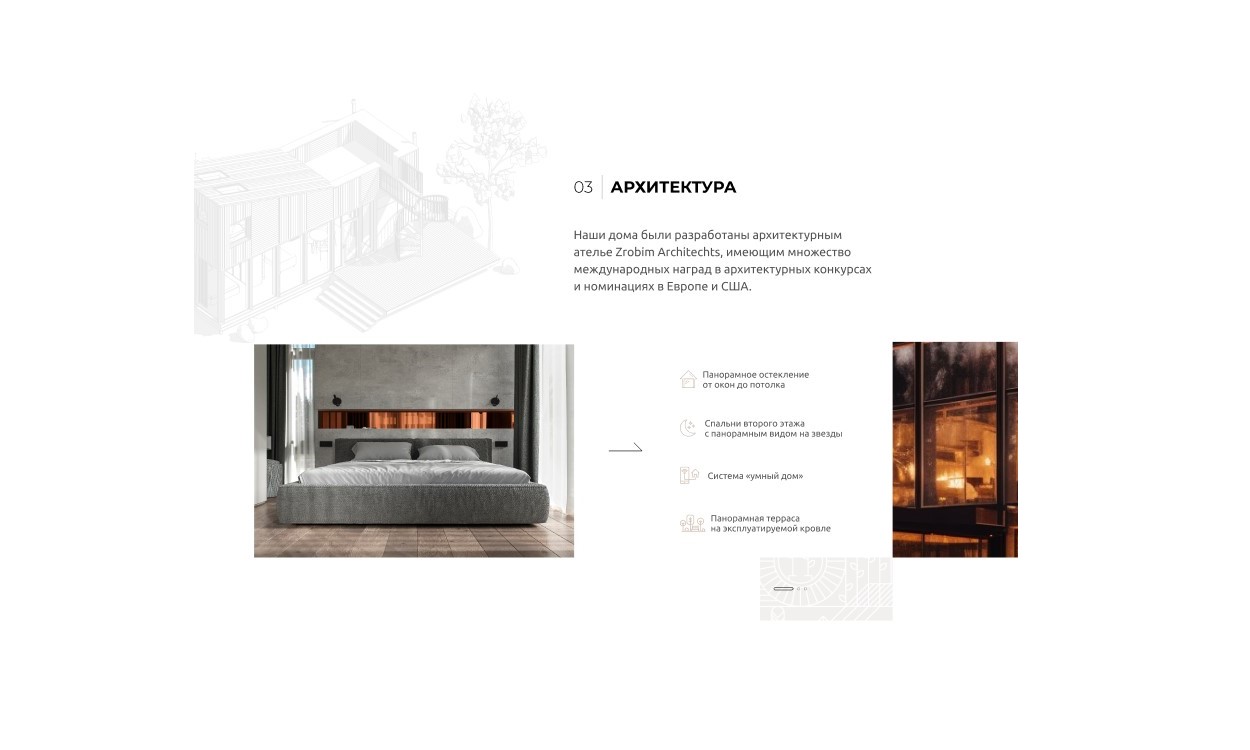 03 АРХИТЕКТУРА
Наши дома были разработаны архитектурным
ателье Zrobim Architechts, имеющим множество
международных наград в архитектурных конкурсах
и номинациях в Европе и США.
Панорамное остекление
от окон до потолка
Спальни второго этажа
с панорамным видом на звезды
Система «умный дом»
Панорамная терраса
на эксплуатируемой кровле